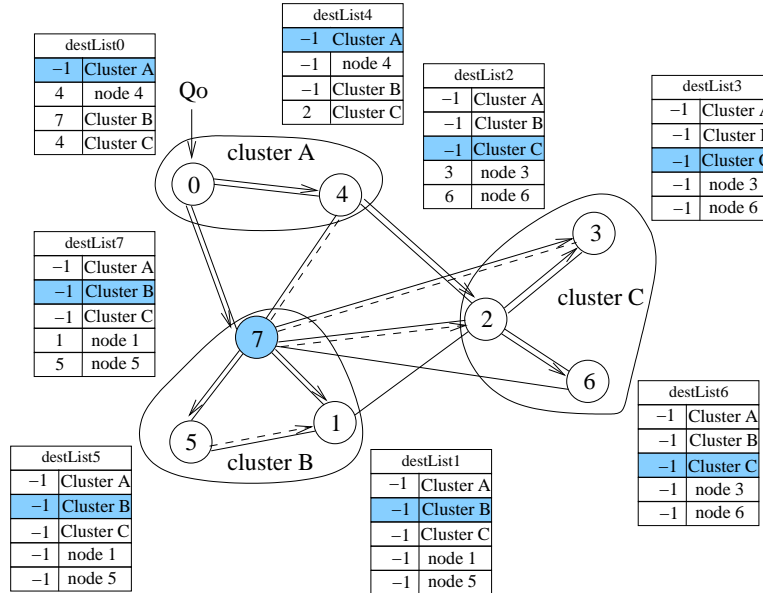 destList4
−1 Cluster A
−1 node 4
−1 Cluster B
2 Cluster C
destList0
−1 Cluster A
4 node 4
7 Cluster B
4 Cluster C
destList2
−1 Cluster A
−1 Cluster B
−1 Cluster C
3 node 3
6 node 6
destList3
−1 Cluster A
−1 Cluster B
−1 Cluster C
−1 node 3
−1 node 6
Qo
cluster A
0
4
3
cluster C
2
6
destList7
−1 Cluster A
−1 Cluster B
−1 Cluster C
1 node 1
5 node 5
7
1
5
cluster B
destList6
−1 Cluster A
−1 Cluster B
−1 Cluster C
−1 node 3
−1 node 6
destList5
−1 Cluster A
−1 Cluster B
−1 Cluster C
−1 node 1
−1 node 5
destList1
−1 Cluster A
−1 Cluster B
−1 Cluster C
−1 node 1
−1 node 5